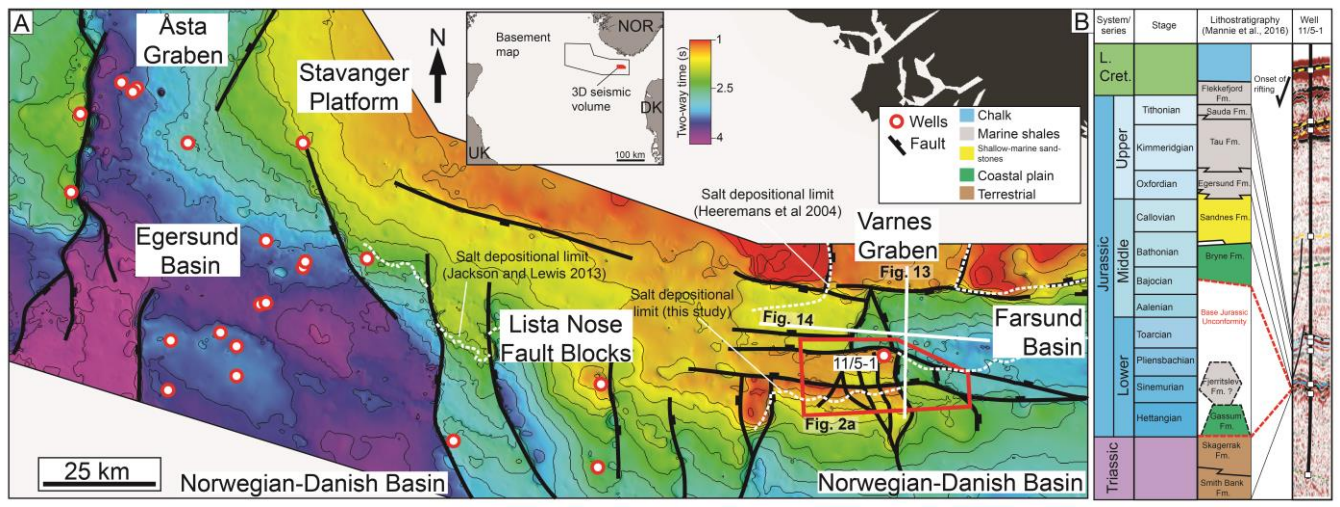 A
Åsta
Graben
Stavanger
Platform
N
Basement
map
NOR
3D seismic
volume
DK
UK
100 km
Two-way time (s)
1
2.5
4
Wells
Fault
Chalk
Marine shales
Shallow-marine sand-
stones
Coastal plain
Terrestrial
Salt depositional limit
(Heeremans et al 2004)
Varnes
Graben
Fig. 13
Egersund
Basin
Salt depositional limit
(Jackson and Lewis 2013)
Salt depositional
limit (this study)
Fig. 14
Lista Nose
Fault Blocks
Farsund
Basin
11/5-1
Fig. 2a
25 km
Norwegian-Danish Basin
Norwegian-Danish Basin
B
System/
series
Stage
Lithostratigraphy
(Mannie et al., 2016)
Well
11/5-1
L.
Cret.
Onset of
rifting
Flekkefjord
Fm.
Jurassic
Upper
Tithonian
Sauda Fm.
Kimmeridgian
Tau Fm.
Oxfordian
Egersund Fm.
Middle
Callovian
Sandnes Fm.
Bathonian
Bryne Fm.
Bajocian
Aalenian
Base Jurassic
Unconformity
Lower
Toarcian
Pliensbachian
Sinemurian
Fjerritslev
Fm. ?
Hettangian
Gassum
Fm.
Triassic
Skagerrak
Fm.
Smith Bank
Fm.